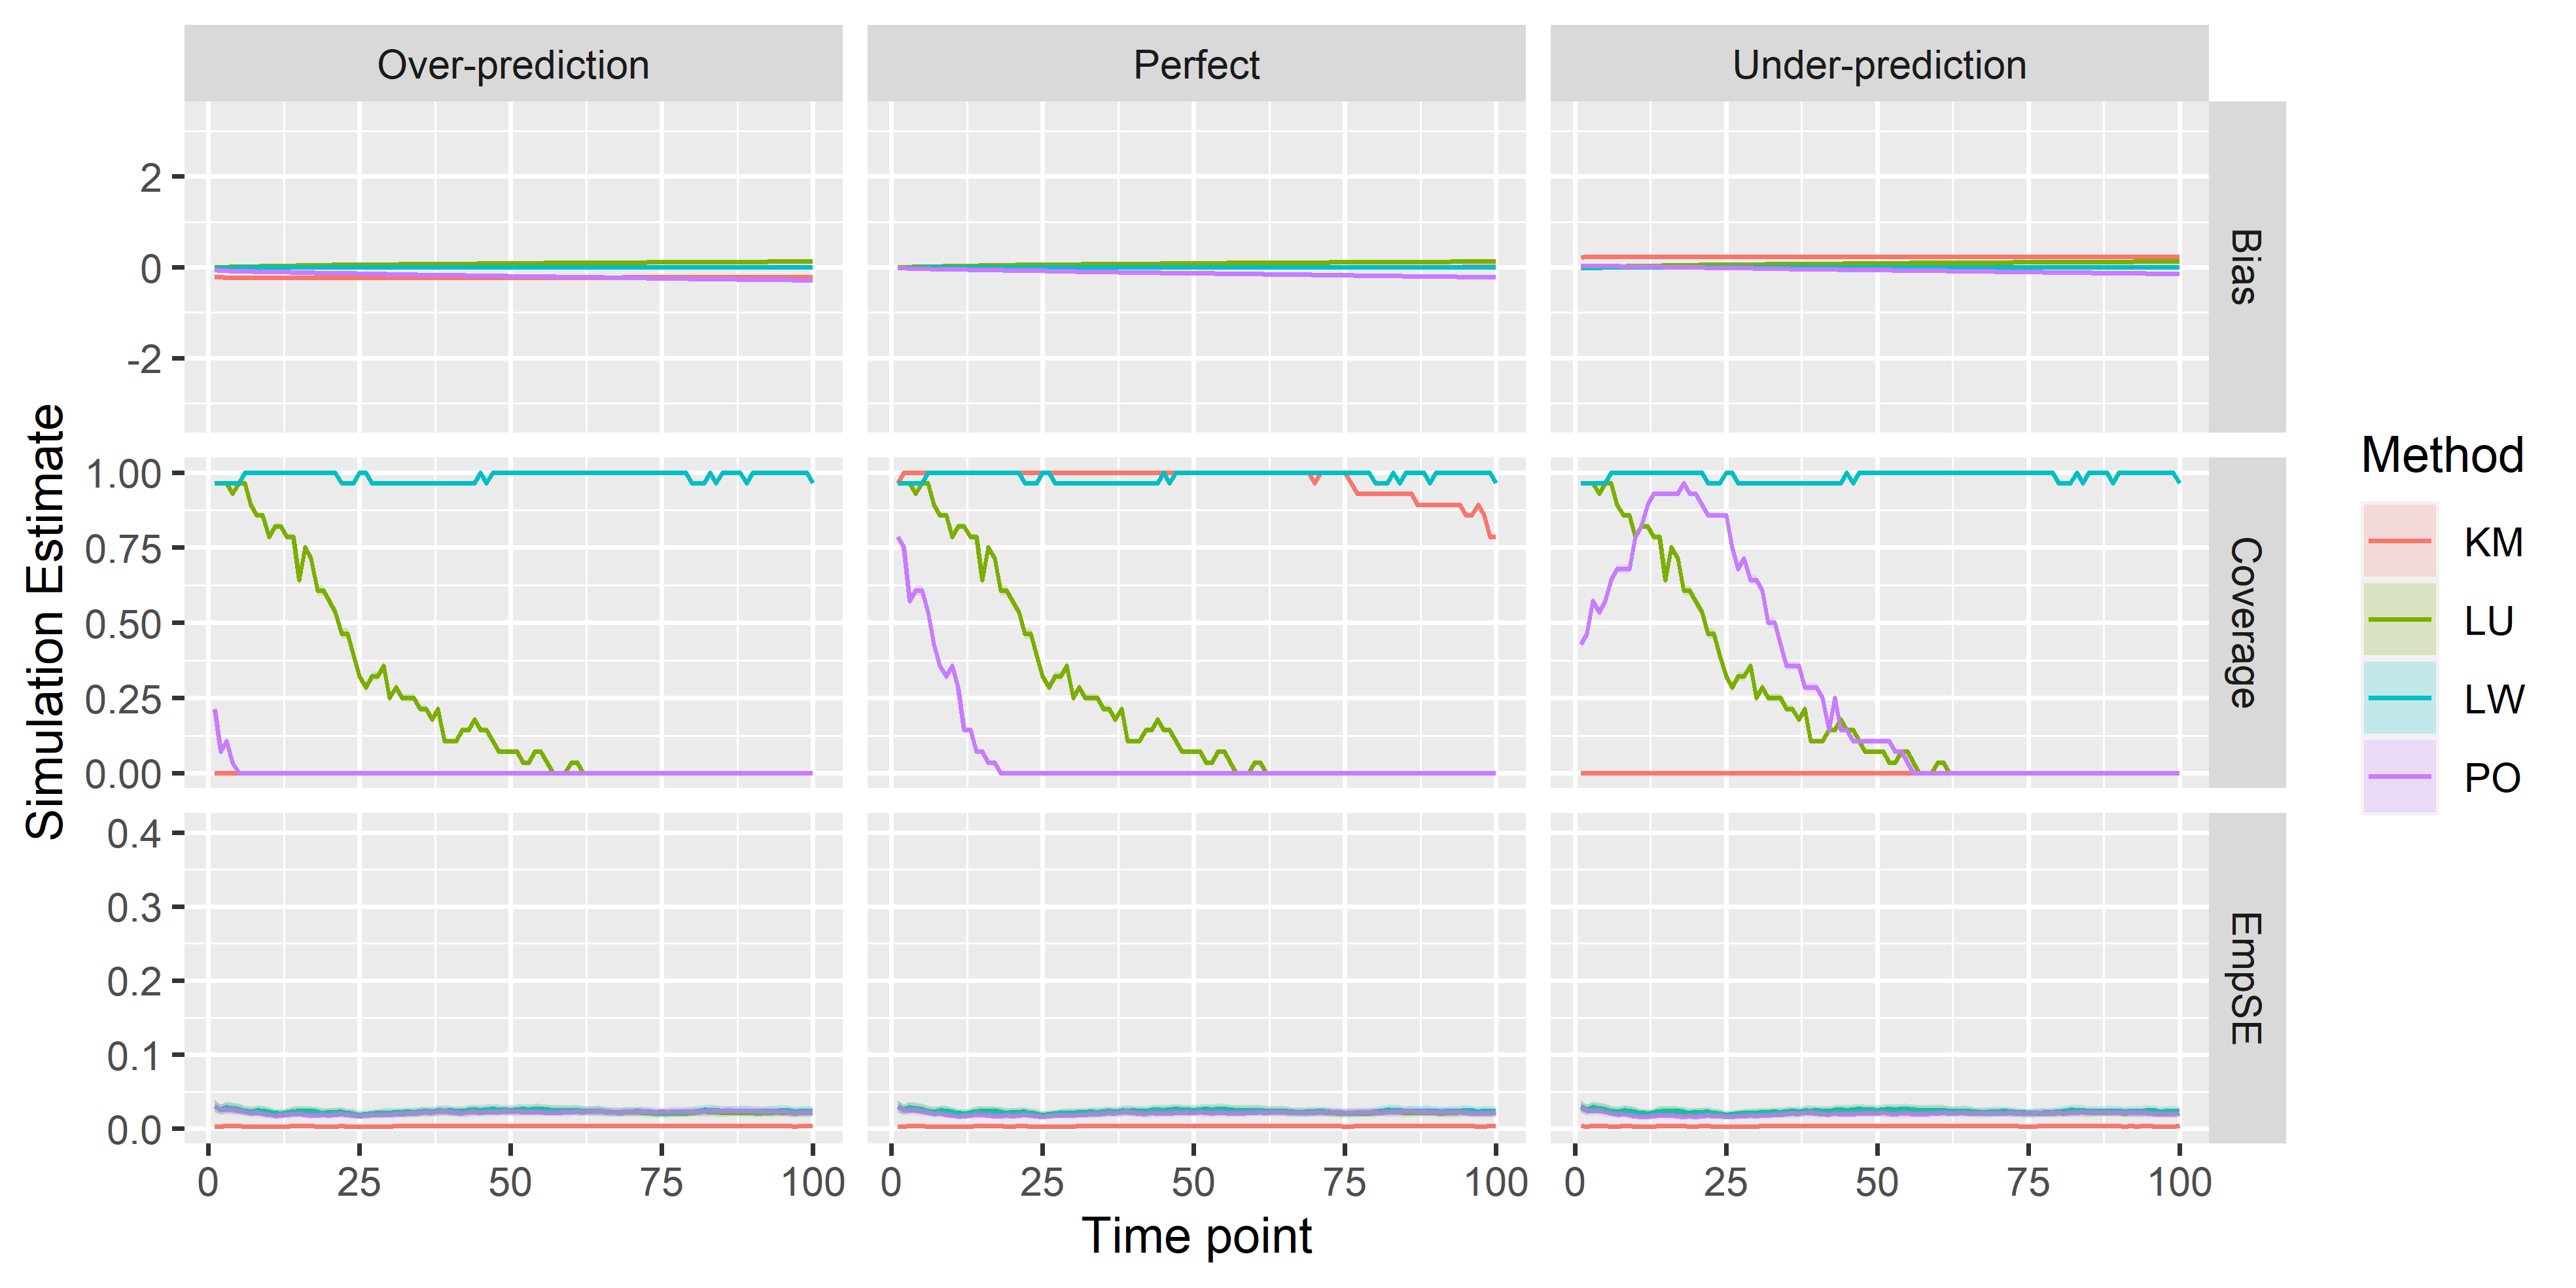 Over-prediction
Perfect
Under-prediction
2
0
-2
Bias
Simulation Estimate
1.00
0.75
0.50
0.25
0.00
Coverage
0.4
0.3
0.2
0.1
0.0
EmpSE
0 25 50 75 100
0 25 50 75 100
0 25 50 75 100
Time point
Method
KM
LU
LW
PO